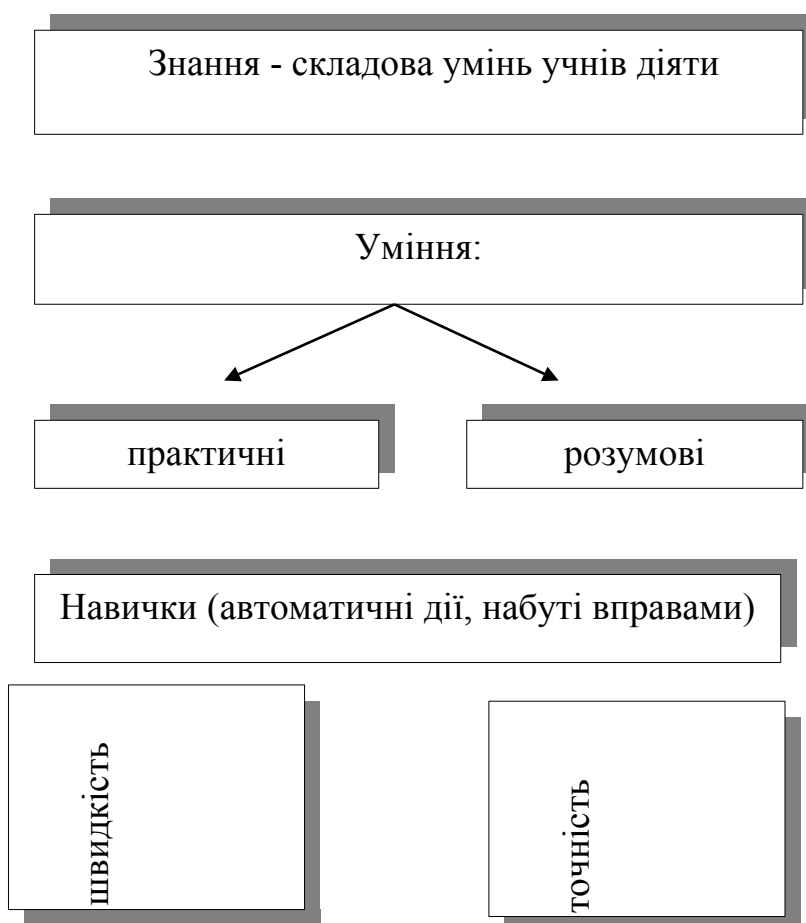 Знання - складова умінь учнів діяти
Уміння:
практичні
розумові
Навички (автоматичні дії, набуті вправами)
швидкість
точність